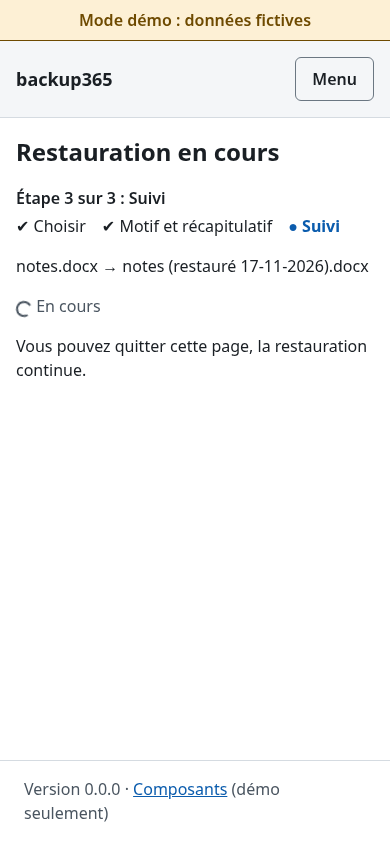 Mode démo : données fictives
backup365
Menu
Restauration en cours
Étape 3 sur 3 : Suivi
✔ Choisir ✔ Motif et récapitulatif ● Suivi
notes.docx → notes (restauré 17-11-2026).docx
En cours
Vous pouvez quitter cette page, la restauration
continue.
Version 0.0.0 · Composants (démo
seulement)